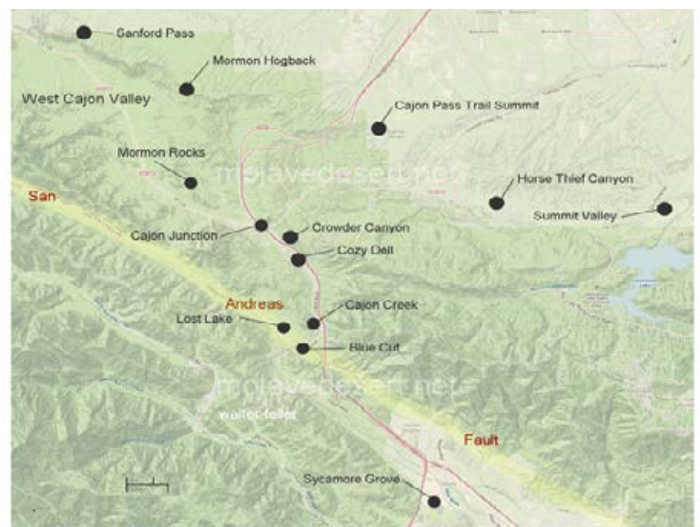 Sanford Pass
Mormon Hogback
West Cajon Valley
Cajon Pass Trail Summit
Mormon Rocks
mojavedesert.net
Horse Thief Canyon
San
Summit Valley
Crowder Canyon
Cajon Junction
Cozy Dell
Andreas
Cajon Creek
Lost Lake
Blue Cut
mojavedesert.net
walter feller
Fault
Sycamore Grove